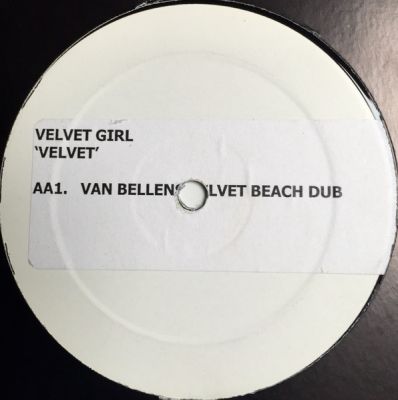 VELVET GIRL
'VELVET'
AA1. VAN BELLEN LVET BEACH DUB